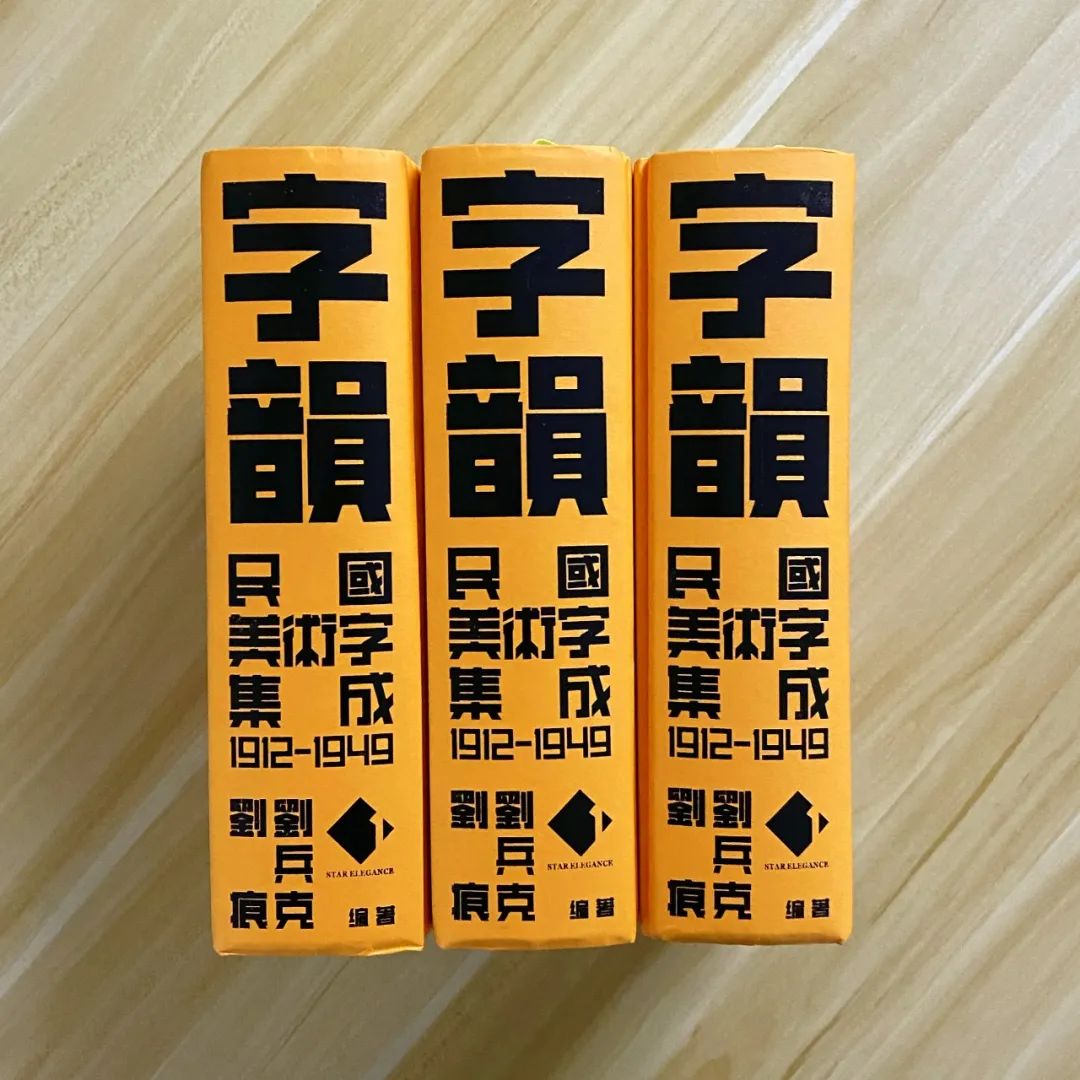 字
韻
民國
美術字
集成
1912-1949
劉兵克
劉痕
STAR ELEGANCE
编著
字
韻
民國
美術字
集成
1912-1949
劉兵克
劉痕
STAR ELEGANCE
编著
字
韻
民國
美術字
集成
1912-1949
劉兵克
劉痕
STAR ELEGANCE
编著